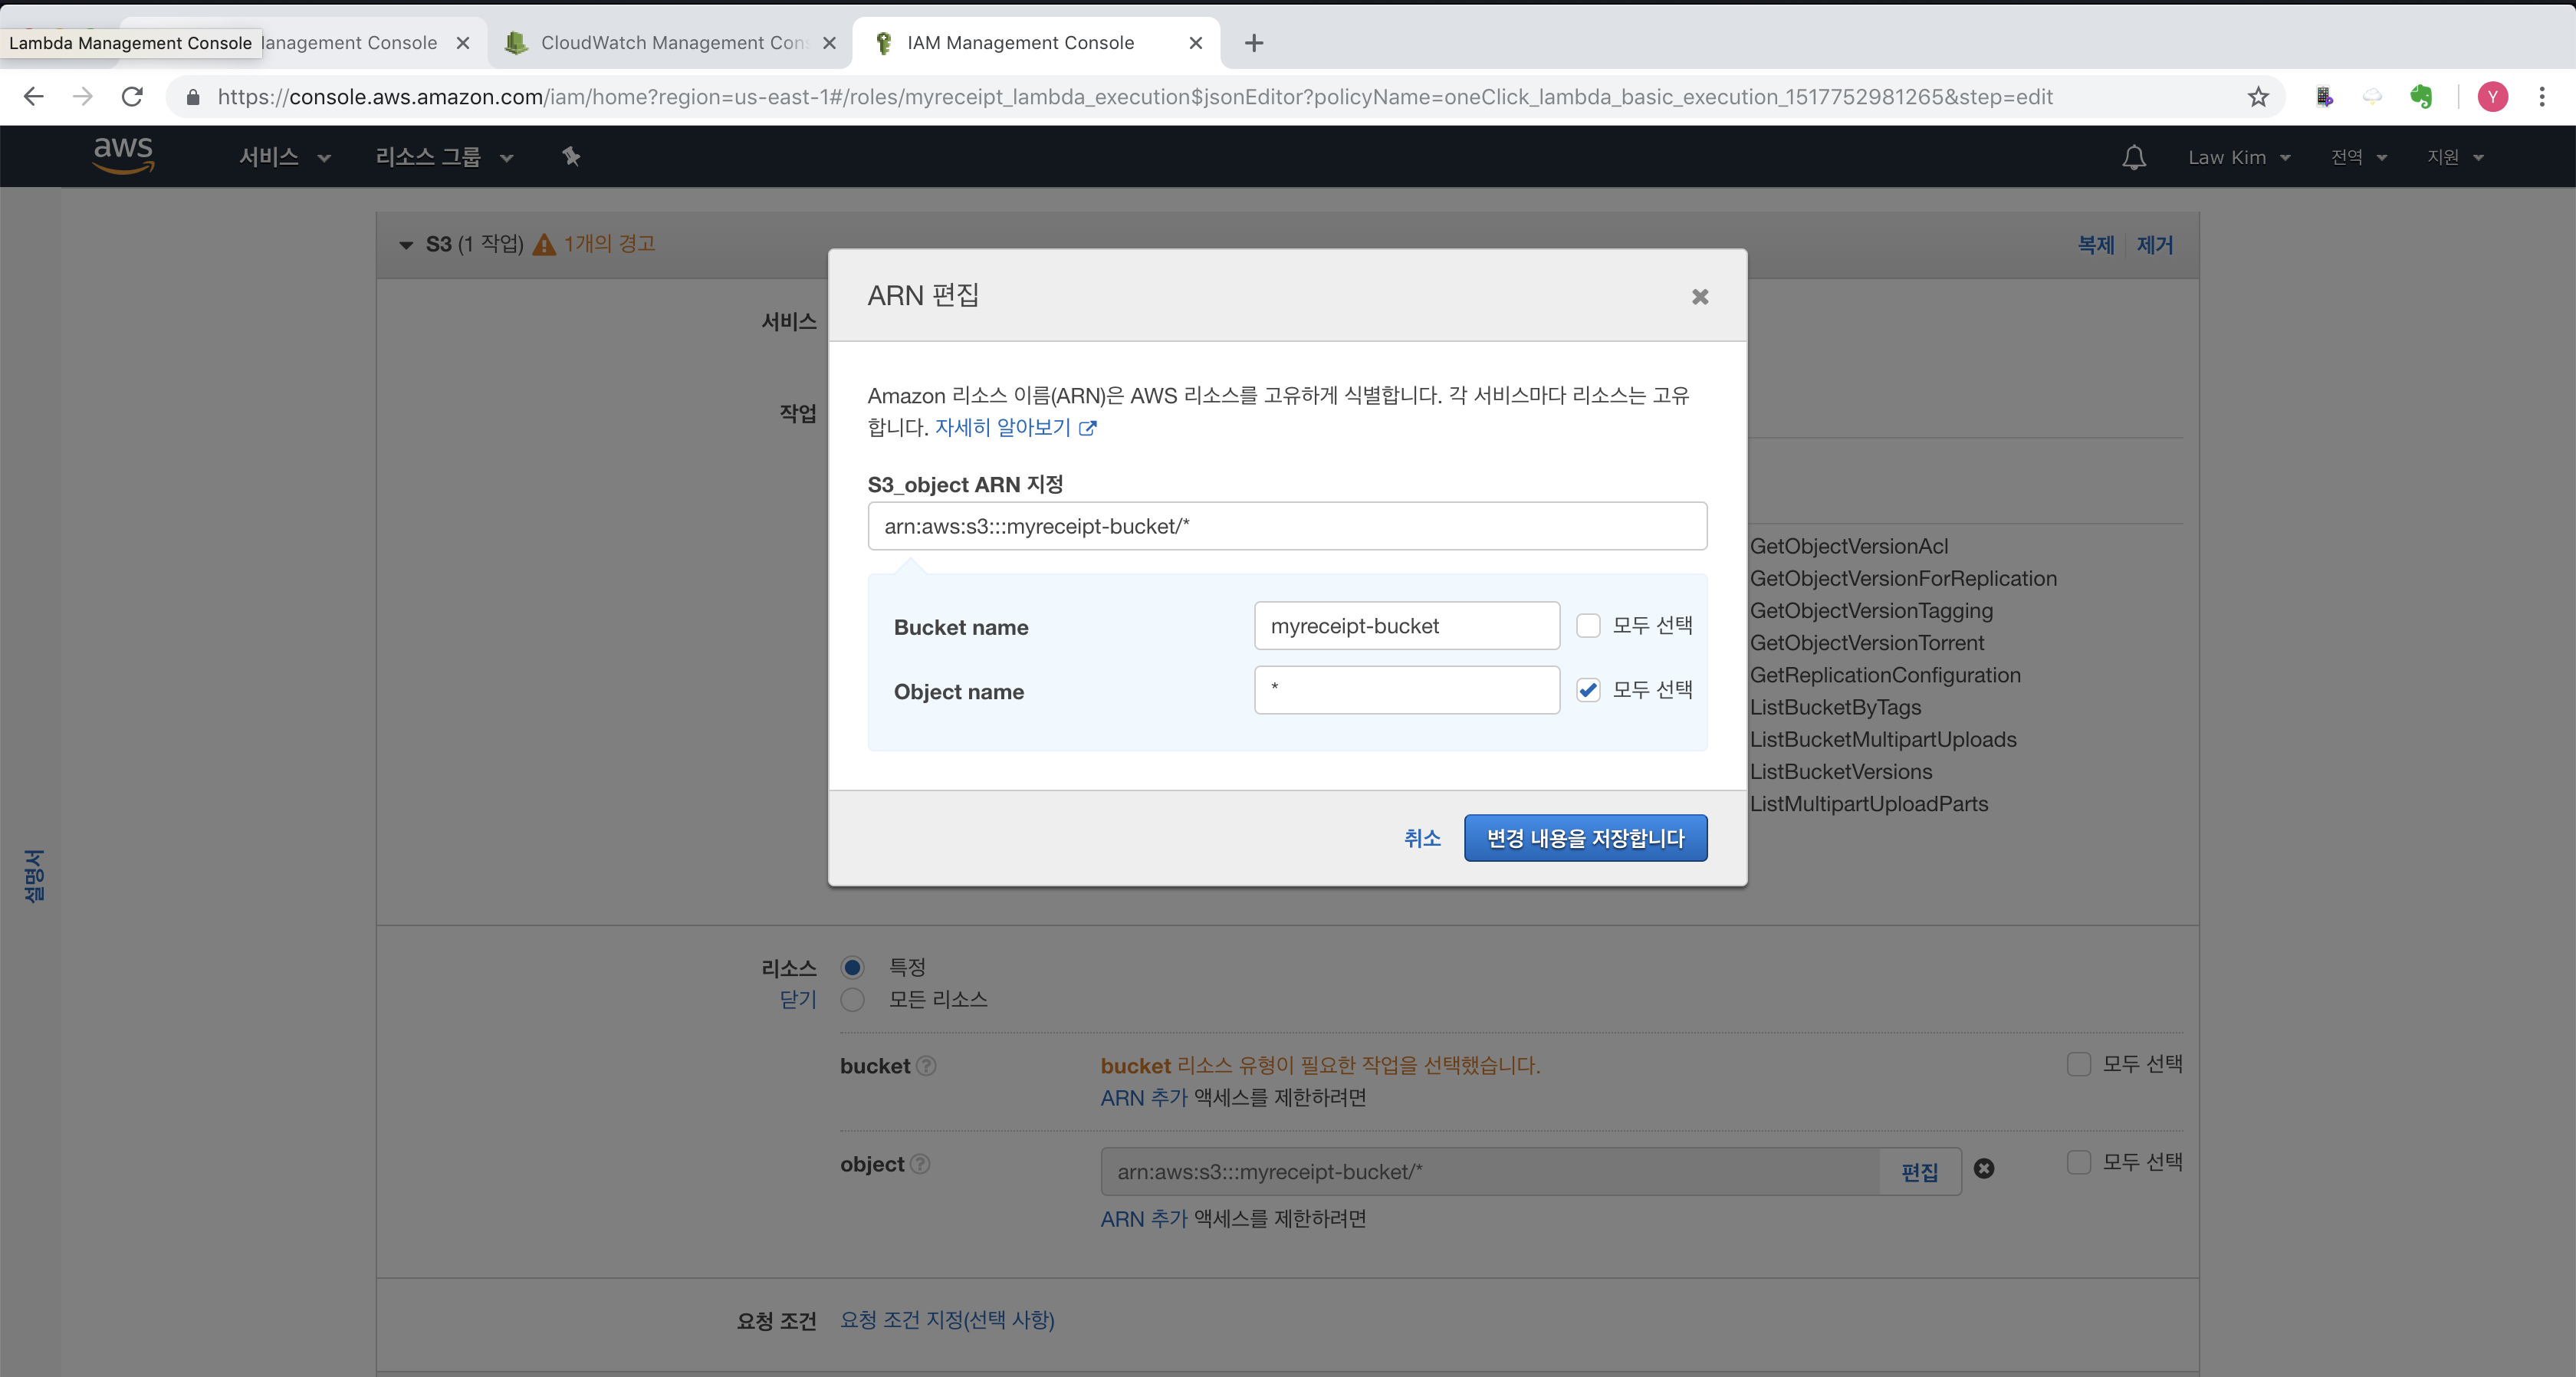 Lambda Management Console
lanagement Console
CloudWatch Management Con
IAM Management Console
https://console.aws.amazon.com/iam/home?region=us-east-1#/roles/myreceipt_lambda_execution$jsonEditor?policyName=oneClick_lambda_basic_execution_1517752981265&step=edit
Y
aws
서비스
리소스 그룹
Law Kim
전역
지원
S3 (1 작업) 1개의 경고
복제
제거
ARN 편집
서비스
작업
Amazon 리소스 이름(ARN)은 AWS 리소스를 고유하게 식별합니다. 각 서비스마다 리소스는 고유
합니다. 자세히 알아보기
S3_object ARN 지정
arn:aws:s3:::myreceipt-bucket/*
Bucket name
myreceipt-bucket
모두 선택
Object name
*
모두 선택
취소
변경 내용을 저장합니다
GetObjectVersionAcl
GetObjectVersionForReplication
GetObjectVersionTagging
GetObjectVersionTorrent
GetReplicationConfiguration
ListBucketByTags
ListBucketMultipartUploads
ListBucketVersions
ListMultipartUploadParts
설명서
리소스
닫기
특정
모든 리소스
bucket
bucket 리소스 유형이 필요한 작업을 선택했습니다.
모두 선택
ARN 추가 액세스를 제한하려면
object
arn:aws:s3:::myreceipt-bucket/*
편집
모두 선택
ARN 추가 액세스를 제한하려면
요청 조건
요청 조건 지정(선택 사항)